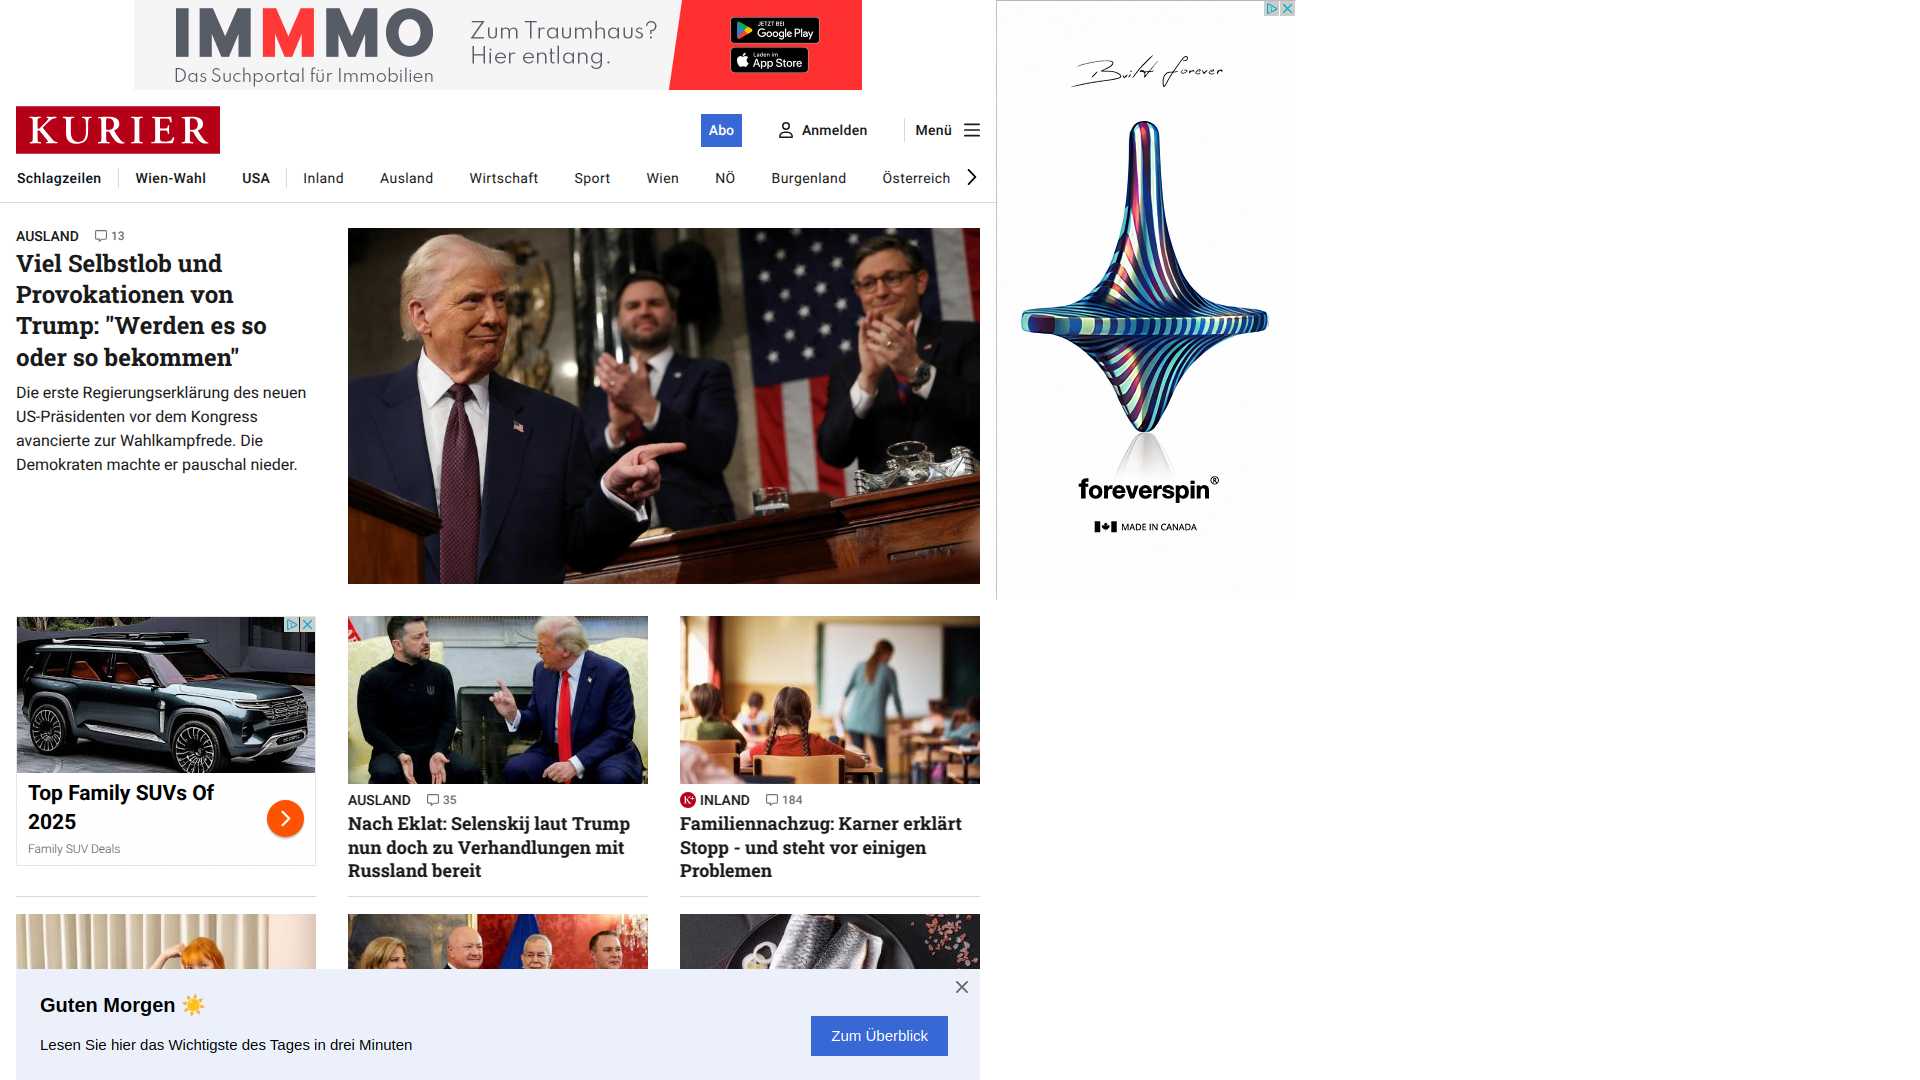 IMMMO
Das Suchportal für Immobilien
Zum Traumhaus?
Hier entlang.
JETZT BEI
Google Play
Laden im
App Store
KURIER
Abo
Anmelden
Menü
Schlagzeilen
Wien-Wahl
USA
Inland
Ausland
Wirtschaft
Sport
Wien
NÖ
Burgenland
Österreich
AUSLAND
13
Viel Selbstlob und
Provokationen von
Trump: "Werden es so
oder so bekommen"
Die erste Regierungserklärung des neuen
US-Präsidenten vor dem Kongress
avancierte zur Wahlkampfrede. Die
Demokraten machte er pauschal nieder.
Built forever
foreverspin®
MADE IN CANADA
Top Family SUVs Of
2025
Family SUV Deals
AUSLAND
35
Nach Eklat: Selenskij laut Trump
nun doch zu Verhandlungen mit
Russland bereit
K+ INLAND
184
Familiennachzug: Karner erklärt
Stopp - und steht vor einigen
Problemen
Guten Morgen ☀️
Lesen Sie hier das Wichtigste des Tages in drei Minuten
Zum Überblick